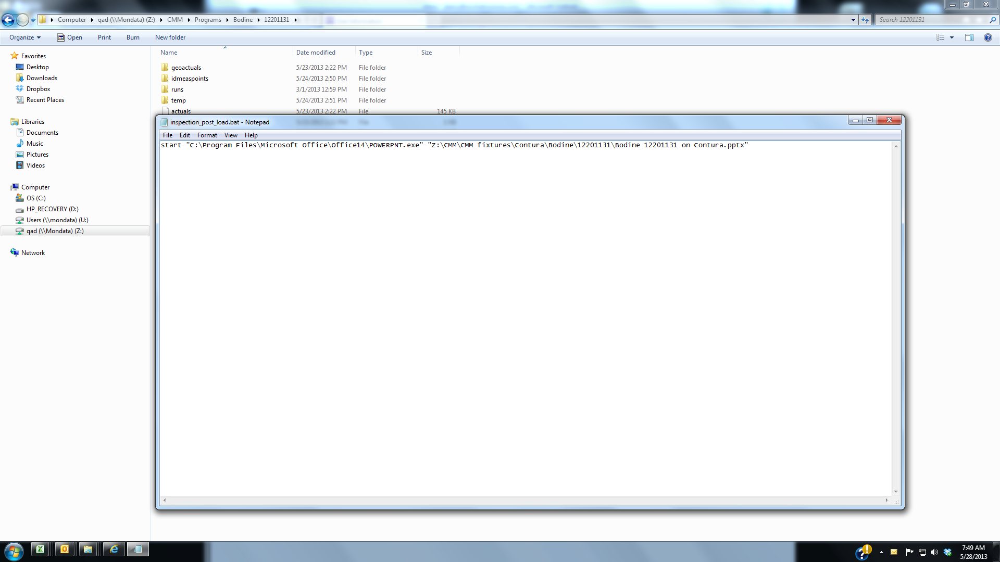 Computer ▸ qad (\\Mondata) (Z:) ▸ CMM ▸ Programs ▸ Bodine ▸ 12201131 ▸
Search 12201131
Organize Open Print Burn New folder
Name Date modified Type Size
Favorites
Desktop
Downloads
Dropbox
Recent Places
Libraries
Documents
Music
Pictures
Videos
Computer
OS (C:)
HP_RECOVERY (D:)
Users (\\mondata) (U:)
qad (\\Mondata) (Z:)
Network
geoactuals 5/23/2013 2:22 PM File folder
idmeaspoints 5/24/2013 2:50 PM File folder
runs 3/1/2013 12:59 PM File folder
temp 5/24/2013 2:51 PM File folder
actuals 5/23/2013 2:22 PM File 145 KB
inspection_post_load.bat - Notepad
File Edit Format View Help
start "C:\Program Files\Microsoft Office\Office14\POWERPNT.exe" "Z:\CMM\CMM fixtures\Contura\Bodine\12201131\Bodine 12201131 on Contura.pptx"
7:49 AM
5/28/2013